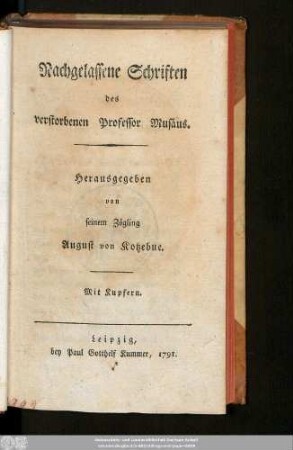 Nachgelassene Schriften
des
verstorbenen Professor Musäus.
Herausgegeben
von
seinem Zögling
August von Kotzebue.
Mit Kupfern.
Leipzig,
bey Paul Gotthelf Kummer, 1791.